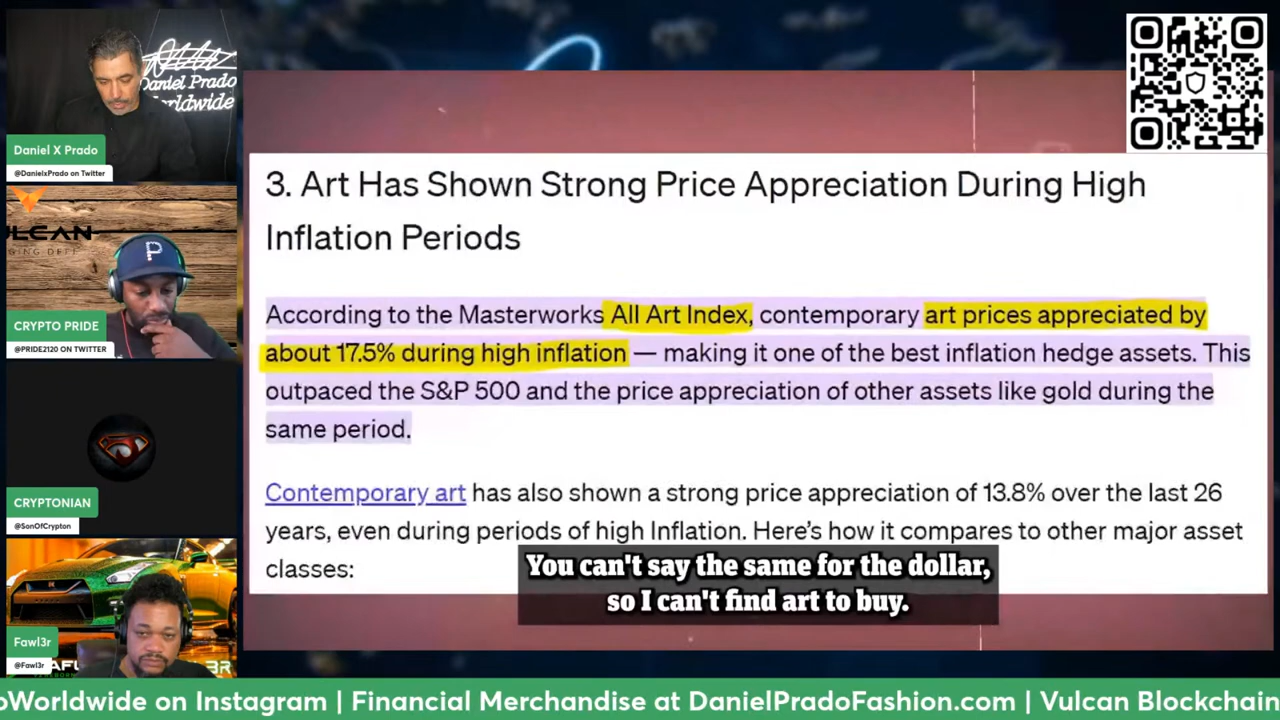 Daniel Prado
Worldwide
Daniel X Prado
@DanielxPrado on Twitter
CRYPTO PRIDE
@PRIDE2120 ON TWITTER
CRYPTONIAN
@SonOfCrypton
Fawl3r
@Fawl3r
3. Art Has Shown Strong Price Appreciation During High
Inflation Periods
According to the Masterworks All Art Index, contemporary art prices appreciated by
about 17.5% during high inflation — making it one of the best inflation hedge assets. This
outpaced the S&P 500 and the price appreciation of other assets like gold during the
same period.
Contemporary art has also shown a strong price appreciation of 13.8% over the last 26
years, even during periods of high Inflation. Here's how it compares to other major asset
classes:
You can't say the same for the dollar,
so I can't find art to buy.
oWorldwide on Instagram | Financial Merchandise at DanielPradoFashion.com | Vulcan Blockchain